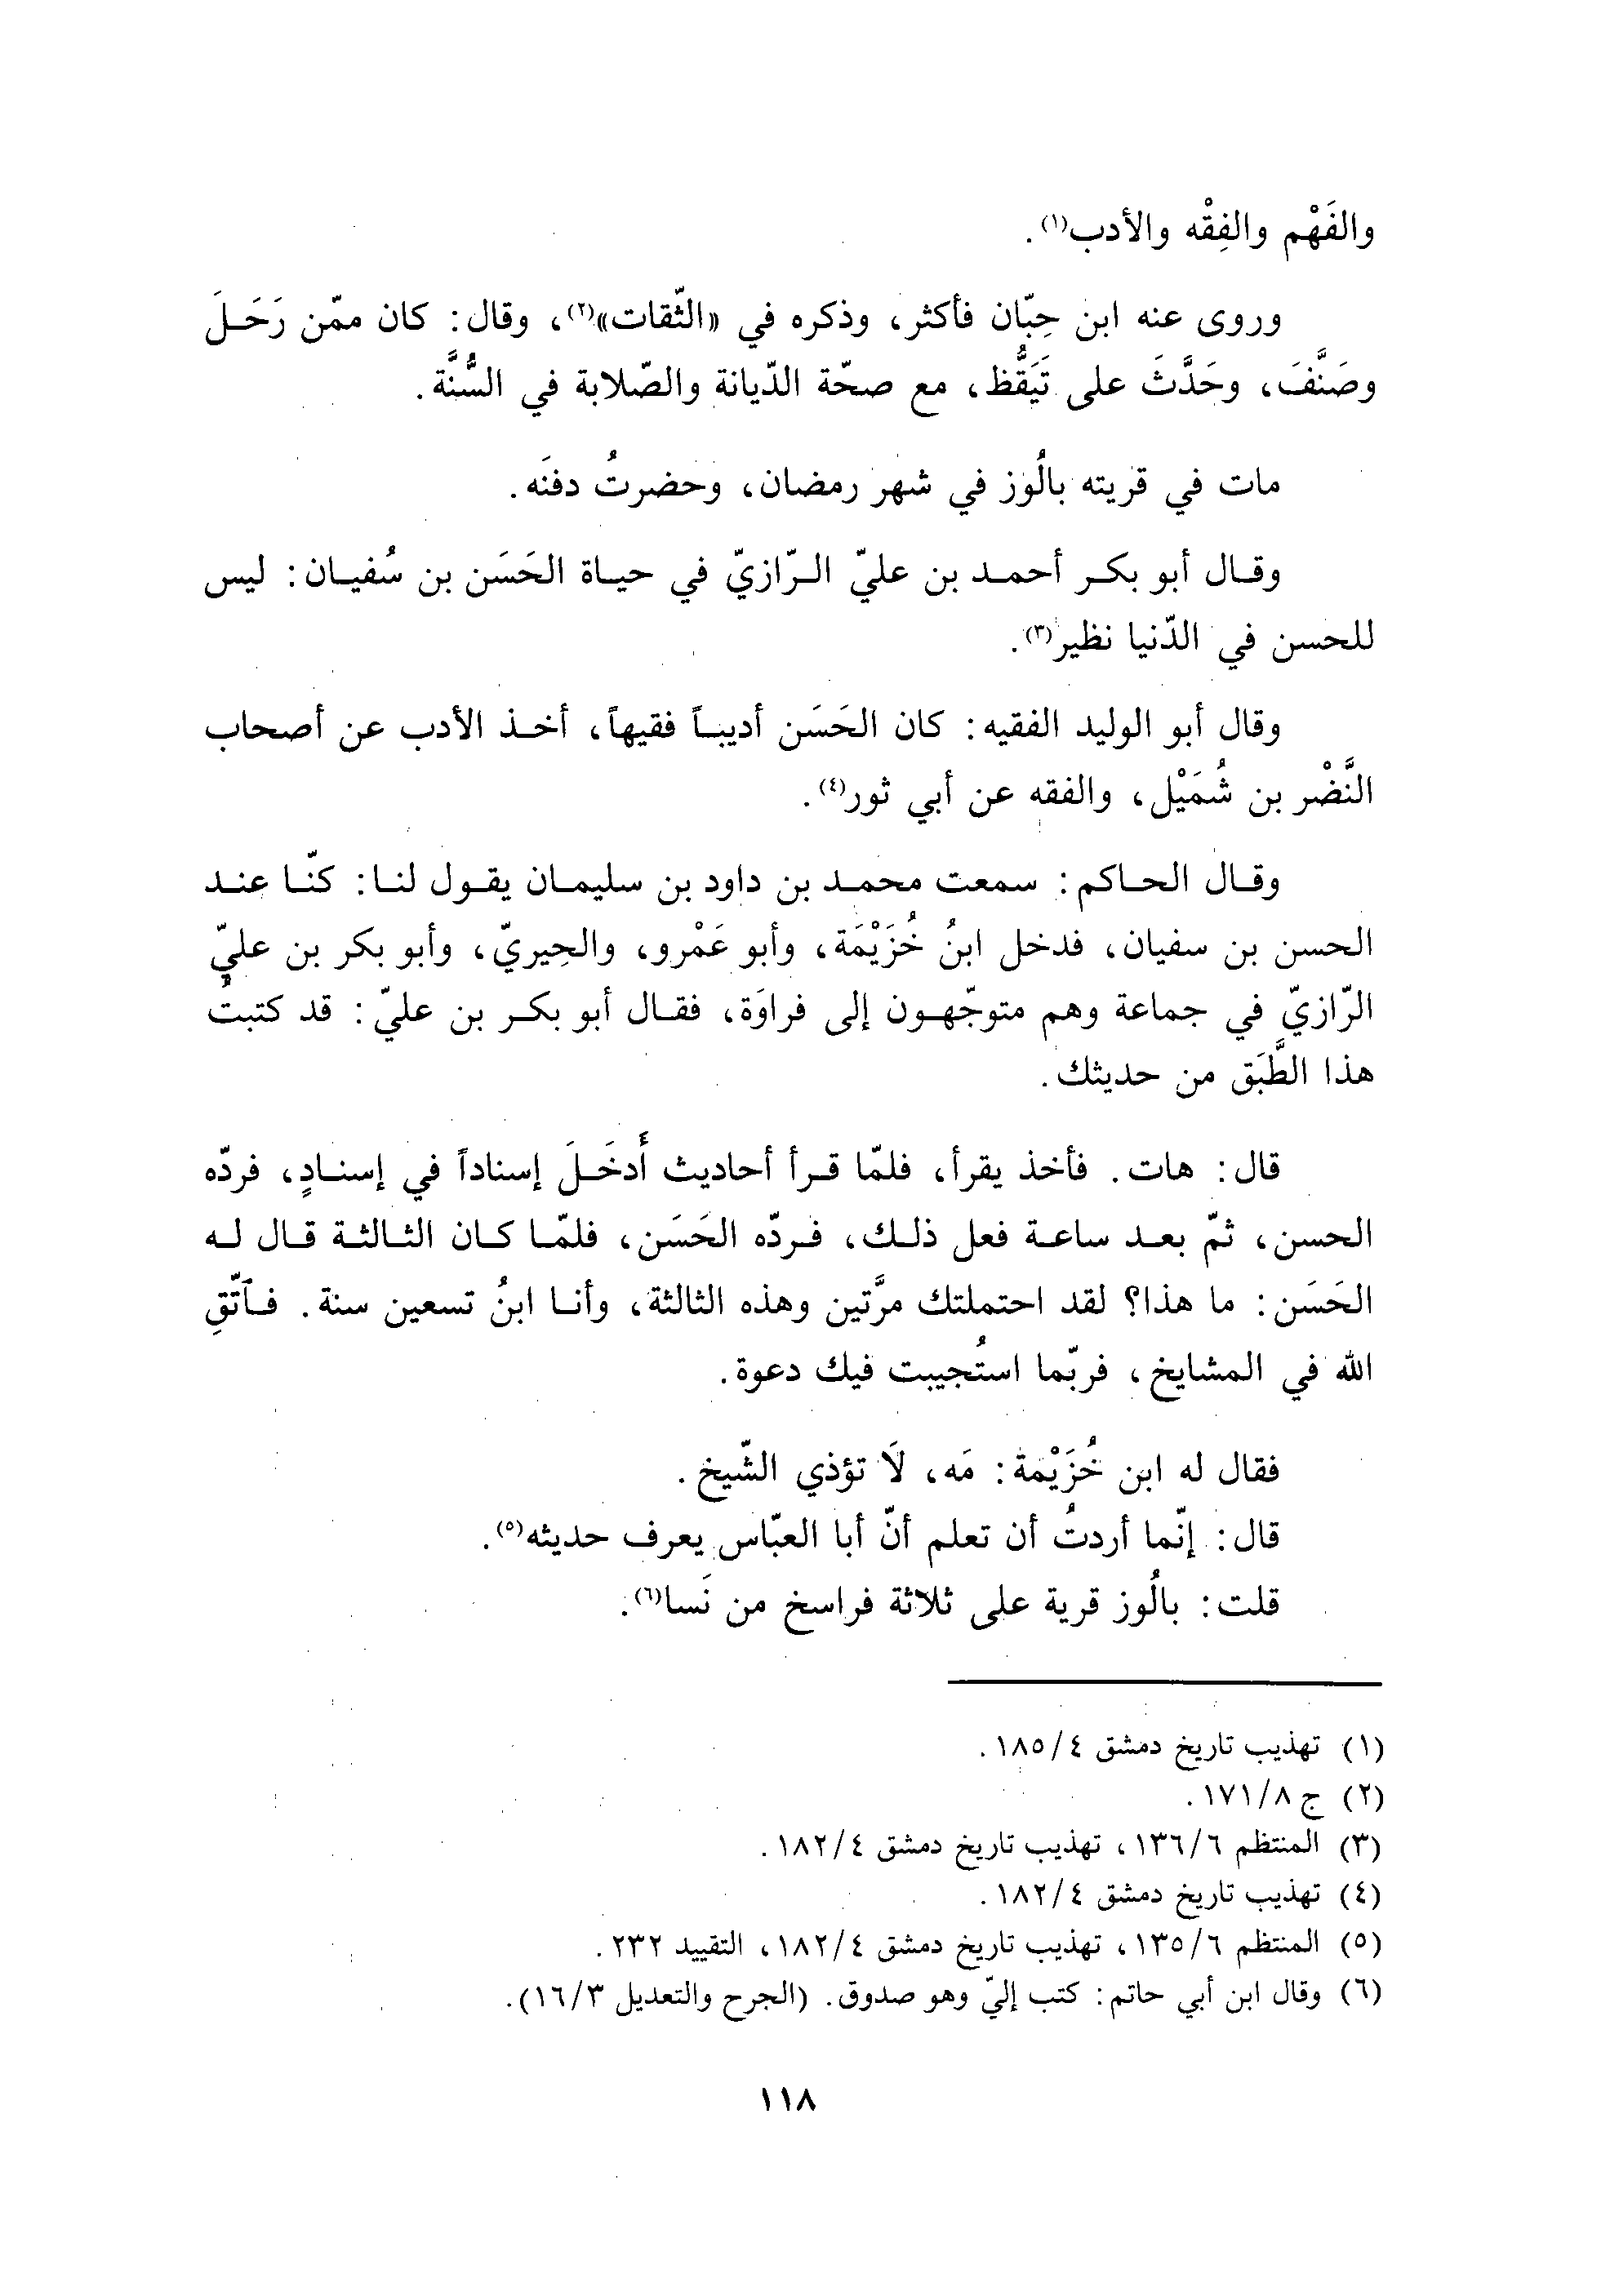 والفَهْم والفِقْه والأدب(١).
وروى عنه ابن حِبّان فأكثر، وذكره في «الثّقات»(٢)، وقال: كان ممّن رَحَلَ
وصَنَّفَ، وحَدَّثَ على تَيَقُّظ، مع صحّة الدّيانة والصّلابة في السُّنَّة.
مات في قريته بالُوز في شهر رمضان، وحضرتُ دفنَه.
وقال أبو بكر أحمد بن عليّ الرّازيّ في حياة الحَسَن بن سُفيان: ليس
للحسن في الدّنيا نظير(٣).
وقال أبو الوليد الفقيه: كان الحَسَن أديباً فقيهاً، أخذ الأدب عن أصحاب
النَّضْر بن شُمَيْل، والفقه عن أبي ثور(٤).
وقال الحاكم: سمعت محمد بن داود بن سليمان يقول لنا: كنّا عند
الحسن بن سفيان، فدخل ابنُ خُزَيْمَة، وأبو عَمْرو، والحِيريّ، وأبو بكر بن عليّ
الرّازيّ في جماعة وهم متوجّهون إلى فراوَة، فقال أبو بكر بن عليّ: قد كتبتُ
هذا الطَّبَق من حديثك.
قال: هات. فأخذ يقرأ، فلمّا قرأ أحاديث أَدخَلَ إسناداً في إسنادٍ، فردّه
الحسن، ثمّ بعد ساعة فعل ذلك، فردّه الحَسَن، فلمّا كان الثالثة قال له
الحَسَن: ما هذا؟ لقد احتملتك مرَّتين وهذه الثالثة، وأنا ابنُ تسعين سنة. فآتّقِ
الله في المشايخ، فربّما استُجيبت فيك دعوة.
فقال له ابن خُزَيْمة: مَه، لَا تؤذي الشّيخ.
قال: إنّما أردتُ أن تعلم أنّ أبا العبّاس يعرف حديثه(٥).
قلت: بالُوز قرية على ثلاثة فراسخ من نَسا(٦).
(١) تهذيب تاريخ دمشق ٤/١٨٥.
(٢) ج ٨/١٧١.
(٣) المنتظم ٦/١٣٦، تهذيب تاريخ دمشق ٤/١٨٢.
(٤) تهذيب تاريخ دمشق ٤/١٨٢.
(٥) المنتظم ٦/١٣٥، تهذيب تاريخ دمشق ٤/١٨٢، التقييد ٢٣٢.
(٦) وقال ابن أبي حاتم: كتب إليّ وهو صدوق. (الجرح والتعديل ٣/١٦).
١١٨